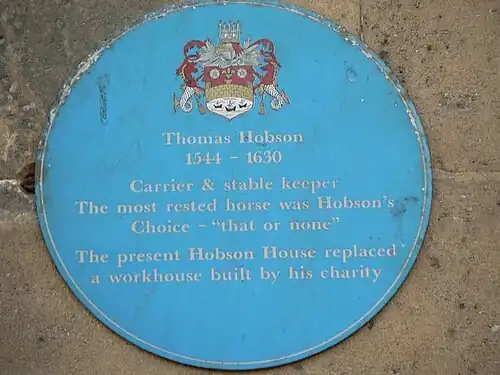 Thomas Hobson
1544 - 1630
Carrier & stable keeper
The most rested horse was Hobson's
Choice - "that or none"
The present Hobson House replaced
a workhouse built by his charity